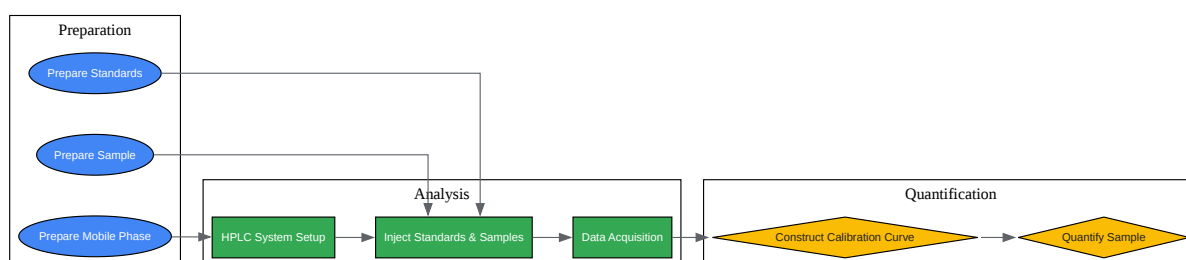 Preparation
Prepare Standards
Prepare Sample
Prepare Mobile Phase
Analysis
HPLC System Setup
Inject Standards & Samples
Data Acquisition
Quantification
Construct Calibration Curve
Quantify Sample